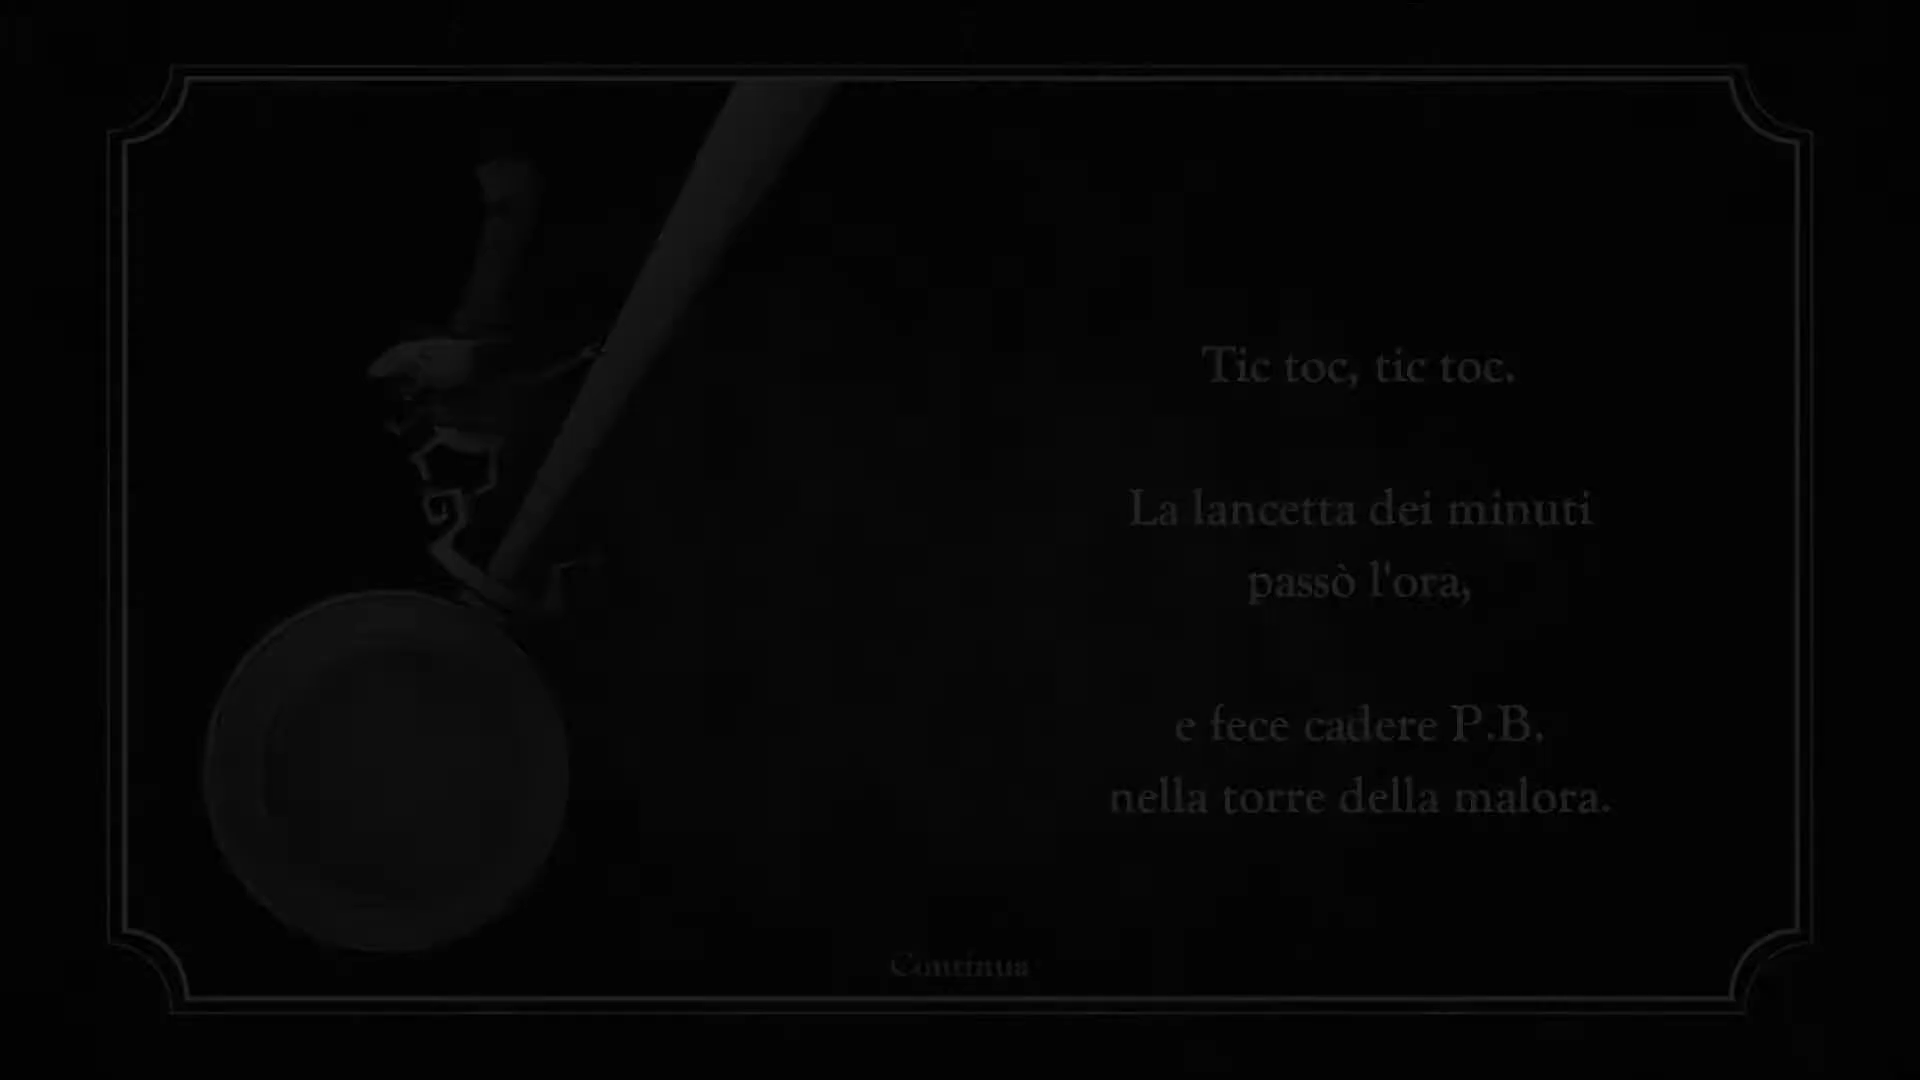 Tic toc, tic toc.
La lancetta dei minuti
passò l'ora,
e fece cadere P.B.
nella torre della malora.
Continua